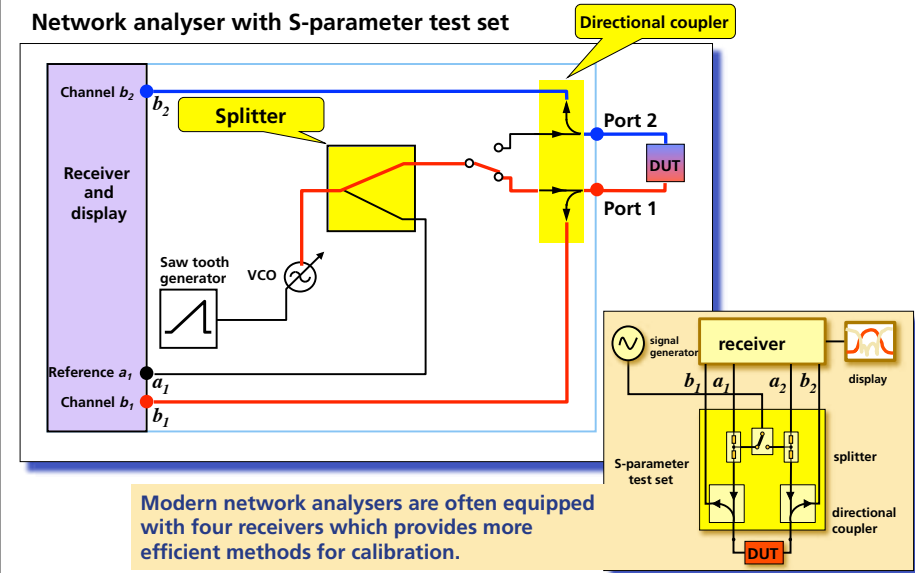 Network analyser with S-parameter test set
Directional coupler
Channel b2
b2
Splitter
Port 2
DUT
Receiver
and
display
Port 1
Saw tooth
generator
VCO
Reference a1
a1
Channel b1
b1
signal
generator
receiver
display
b1 a1 a2 b2
S-parameter
test set
splitter
directional
coupler
DUT
Modern network analysers are often equipped
with four receivers which provides more
efficient methods for calibration.